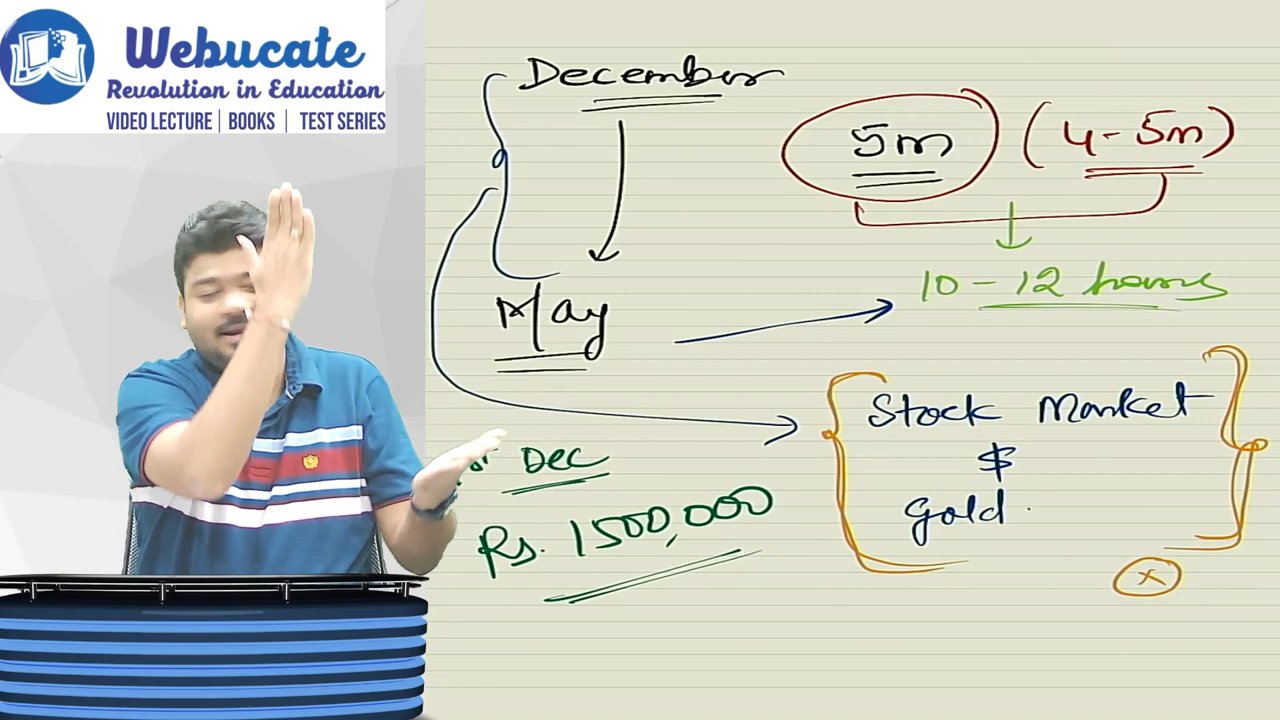 Webucate
Revolution in Education
VIDEO LECTURE | BOOKS | TEST SERIES
December
5m (4-5m)
10-12 hours
May
Stock Market
$
Gold.
Dec
Rs. 1500,000
x